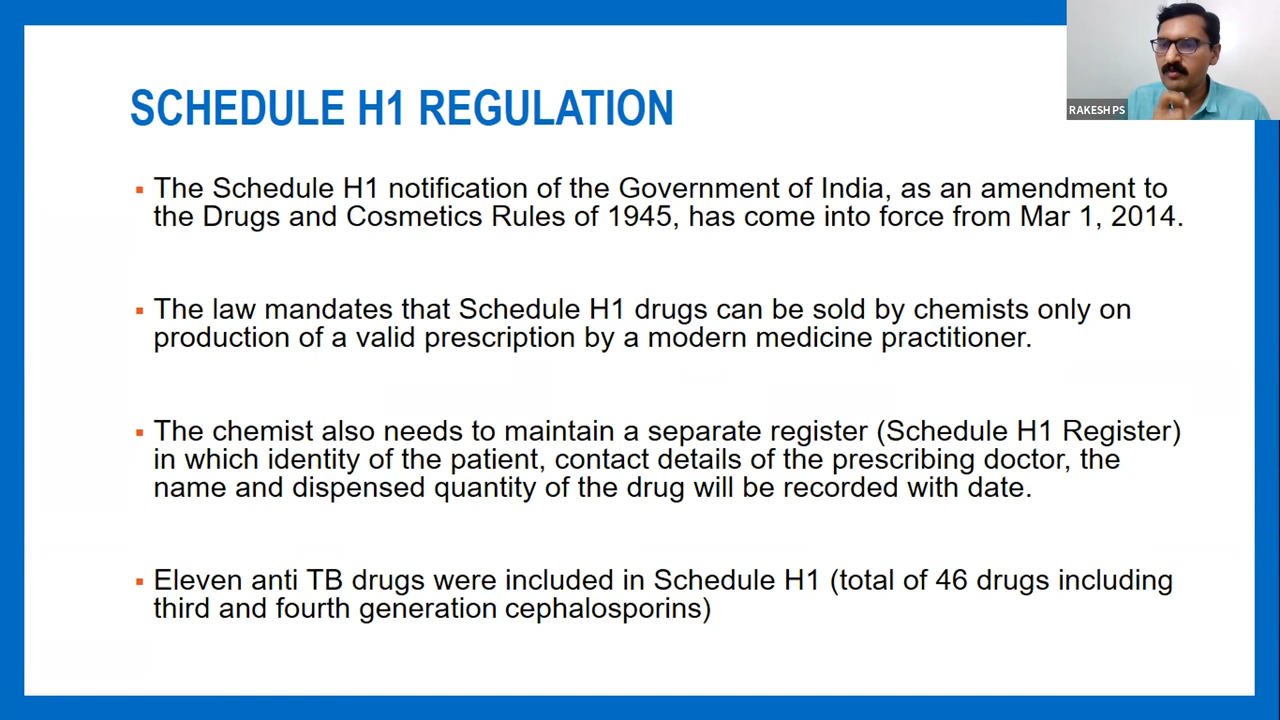 SCHEDULE H1 REGULATION
RAKESH PS
▪ The Schedule H1 notification of the Government of India, as an amendment to
the Drugs and Cosmetics Rules of 1945, has come into force from Mar 1, 2014.
▪ The law mandates that Schedule H1 drugs can be sold by chemists only on
production of a valid prescription by a modern medicine practitioner.
▪ The chemist also needs to maintain a separate register (Schedule H1 Register)
in which identity of the patient, contact details of the prescribing doctor, the
name and dispensed quantity of the drug will be recorded with date.
▪ Eleven anti TB drugs were included in Schedule H1 (total of 46 drugs including
third and fourth generation cephalosporins)